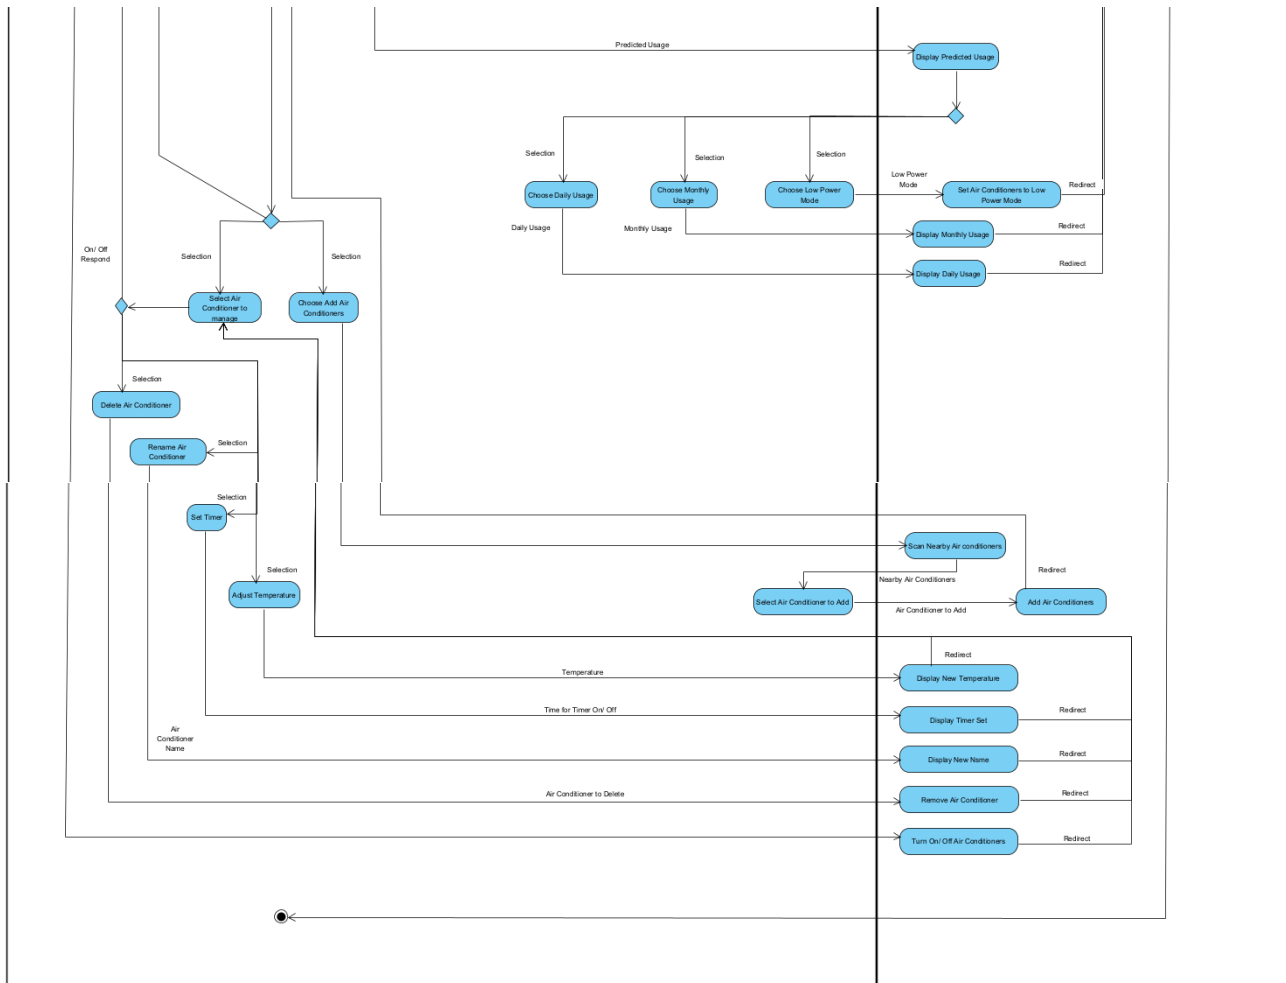 Predicted Usage
Display Predicted Usage
Selection
Selection
Selection
Low Power
Mode
Choose Daily Usage
Choose Monthly
Usage
Choose Low Power
Mode
Set Air Conditioners to Low
Power Mode
Redirect
Daily Usage
Monthly Usage
Display Monthly Usage
Redirect
On/ Off
Respond
Selection
Selection
Display Daily Usage
Redirect
Select Air
Conditioner to
manage
Choose Add Air
Conditioners
Selection
Delete Air Conditioner
Rename Air
Conditioner
Selection
Selection
Set Timer
Scan Nearby Air conditioners
Selection
Nearby Air Conditioners
Redirect
Adjust Temperature
Select Air Conditioner to Add
Air Conditioner to Add
Add Air Conditioners
Redirect
Temperature
Display New Temperature
Time for Timer On/ Off
Display Timer Set
Redirect
Air
Conditioner
Name
Display New Name
Redirect
Air Conditioner to Delete
Remove Air Conditioner
Redirect
Turn On/ Off Air Conditioners
Redirect